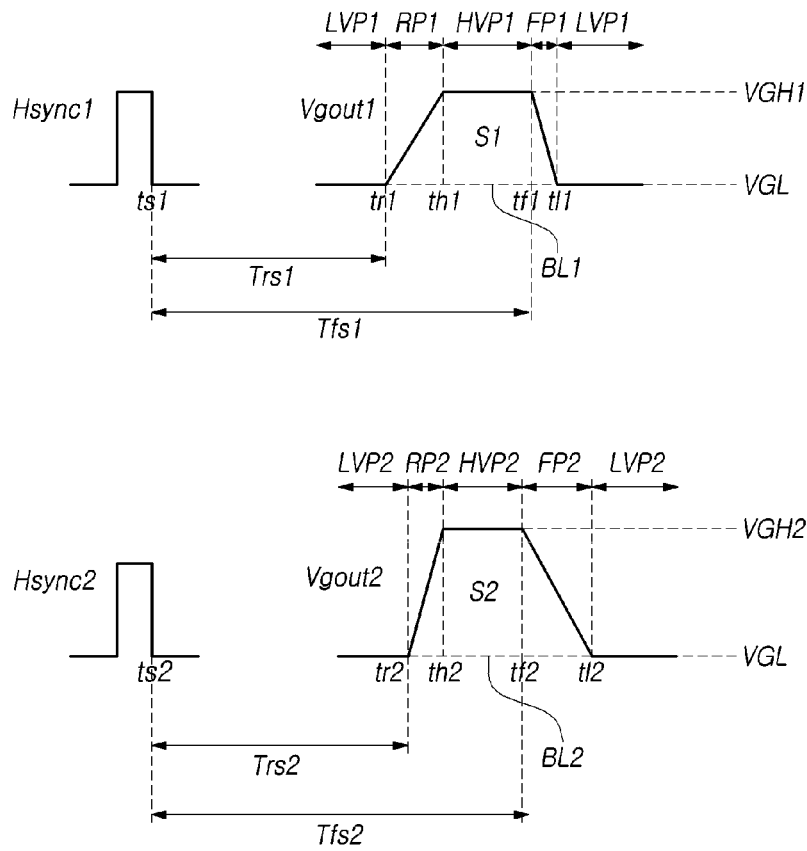 LVP1 RP1 HVP1 FP1 LVP1
VGH1
Hsync1 Vgout1
S1
VGL
ts1 tr1 th1 tf1 tl1
BL1
Trs1
Tfs1
LVP2 RP2 HVP2 FP2 LVP2
VGH2
Hsync2 Vgout2
S2
VGL
ts2 tr2 th2 tf2 tl2
BL2
Trs2
Tfs2